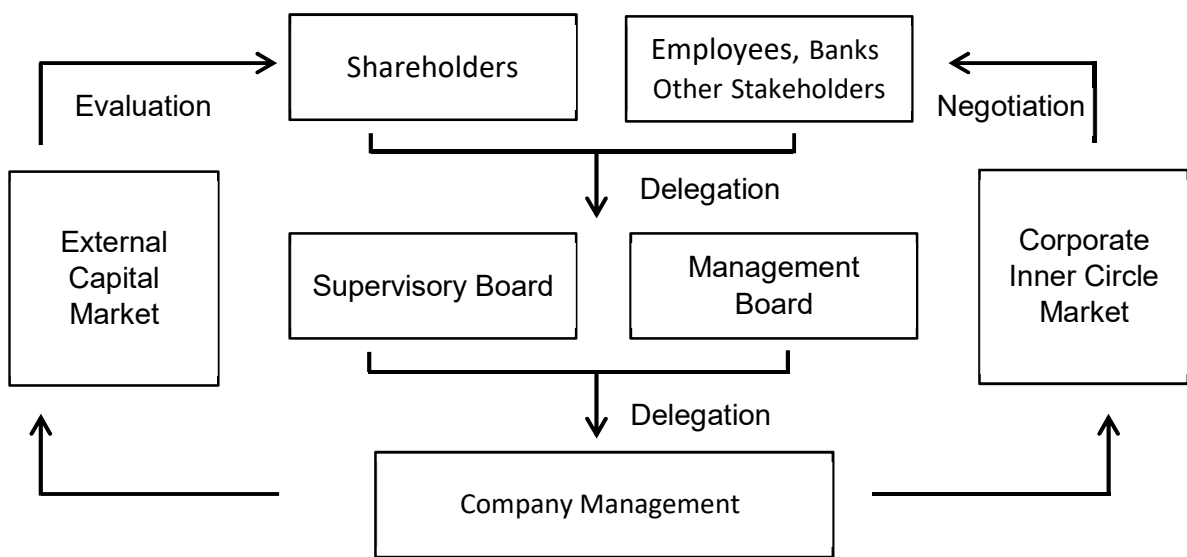 Shareholders
Employees, Banks
Other Stakeholders
Evaluation
Negotiation
Delegation
External
Capital
Market
Supervisory Board
Management
Board
Corporate
Inner Circle
Market
Delegation
Company Management